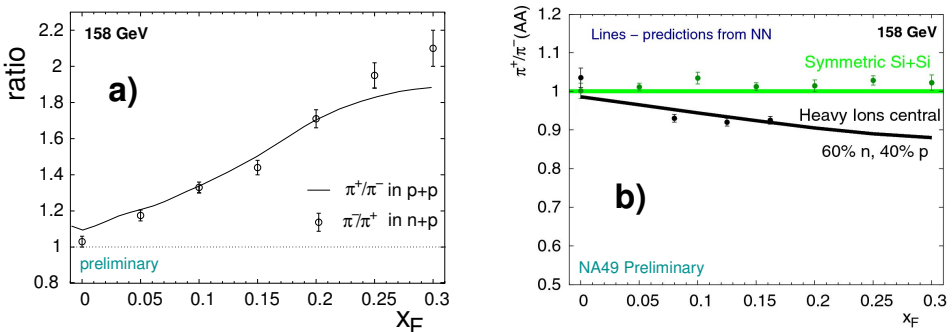 158 GeV
a)
ratio
2.2
2
1.8
1.6
1.4
1.2
1
0.8
π⁺/π⁻ in p+p
π⁻/π⁺ in n+p
preliminary
0 0.05 0.1 0.15 0.2 0.25 0.3
x_F
π⁺/π⁻(AA)
1.2
1.1
1
0.9
0.8
0.7
0.6
0.5
Lines – predictions from NN
158 GeV
Symmetric Si+Si
Heavy Ions central
60% n, 40% p
b)
NA49 Preliminary
0 0.05 0.1 0.15 0.2 0.25 0.3
x_F